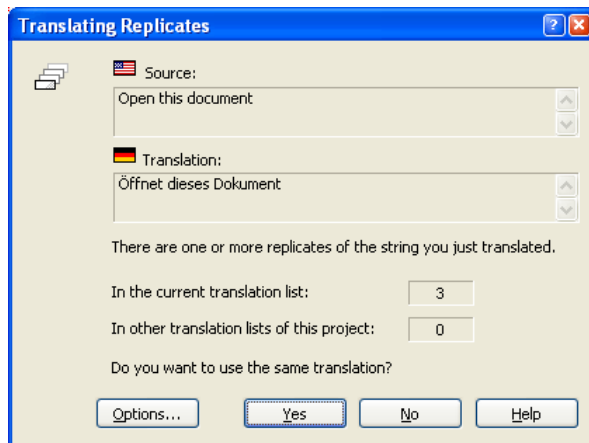 Translating Replicates
Source:
Open this document
Translation:
Öffnet dieses Dokument
There are one or more replicates of the string you just translated.
In the current translation list: 3
In other translation lists of this project: 0
Do you want to use the same translation?
Options... Yes No Help